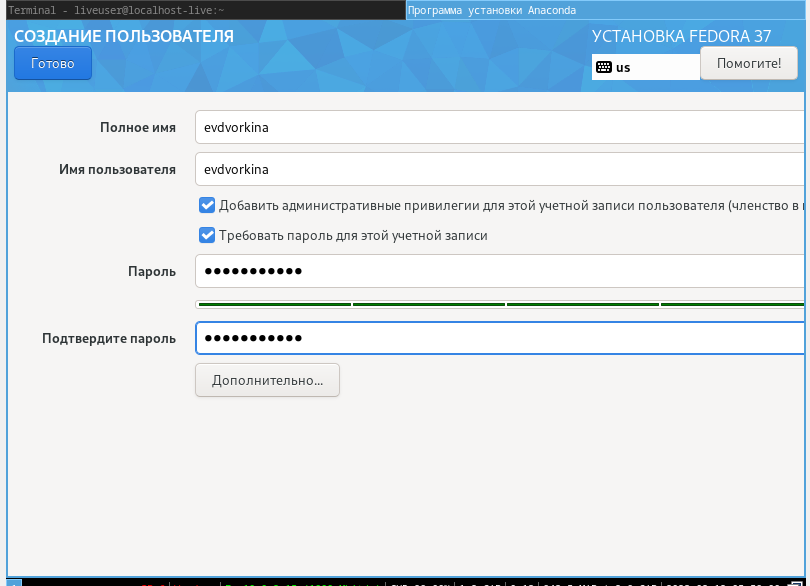 Terminal - liveuser@localhost-live:~
Программа установки Anaconda
СОЗДАНИЕ ПОЛЬЗОВАТЕЛЯ
УСТАНОВКА FEDORA 37
Готово
us
Помогите!
Полное имя
evdvorkina
Имя пользователя
evdvorkina
Добавить административные привилегии для этой учетной записи пользователя (членство в
Требовать пароль для этой учетной записи
Пароль
●●●●●●●●●●●
Подтвердите пароль
●●●●●●●●●●●
Дополнительно...